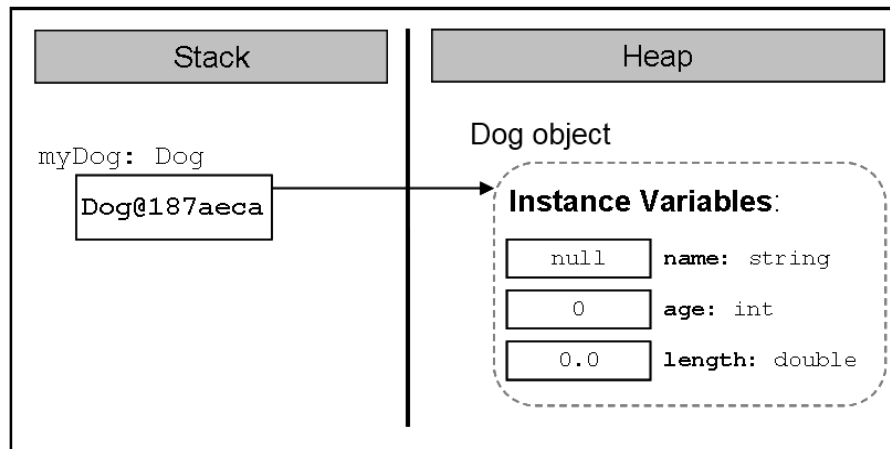 Stack
Heap
myDog: Dog
Dog@187aeca
Dog object
Instance Variables:
null name: string
0 age: int
0.0 length: double